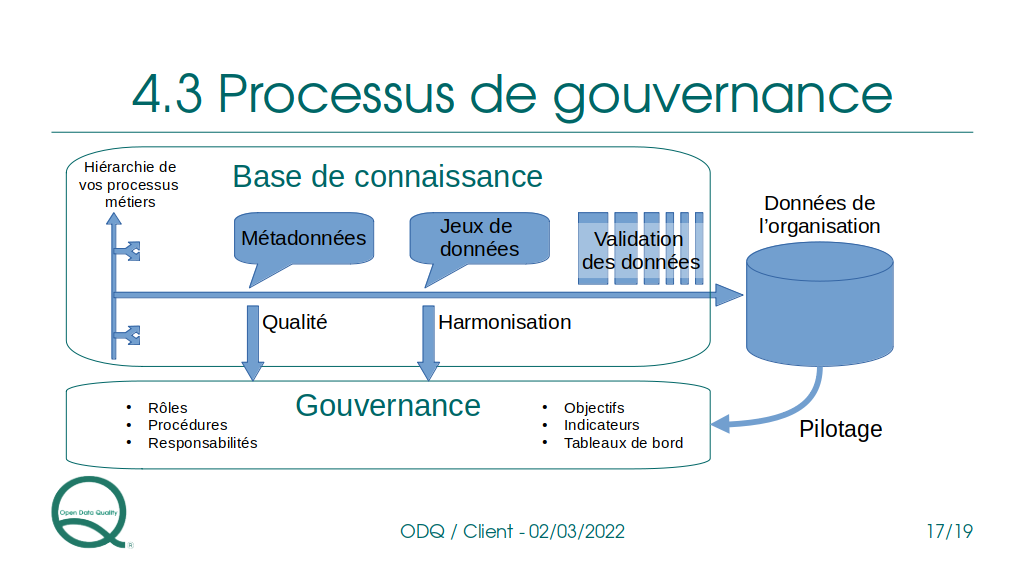 4.3 Processus de gouvernance
Hiérarchie de
vos processus
métiers
Base de connaissance
Métadonnées
Jeux de
données
Validation
des données
Données de
l’organisation
Qualité
Harmonisation
Gouvernance
• Rôles
• Procédures
• Responsabilités
• Objectifs
• Indicateurs
• Tableaux de bord
Pilotage
Open Data Quality
®
ODQ / Client - 02/03/2022
17/19